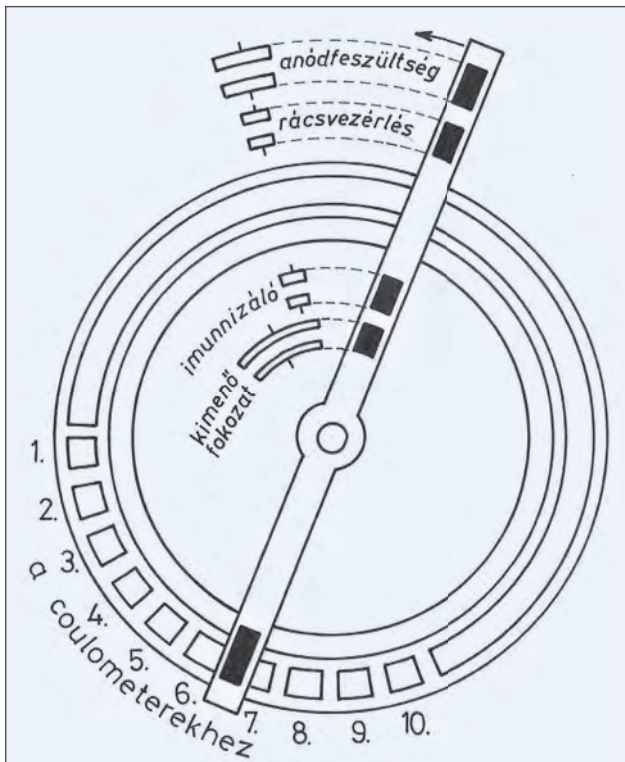 anódfeszültség
rácsvezérlés
imunnizáló
kimenő
fokozat
1.
2.
3.
4.
5.
6.
7.
8.
9.
10.
a coulometerekhez